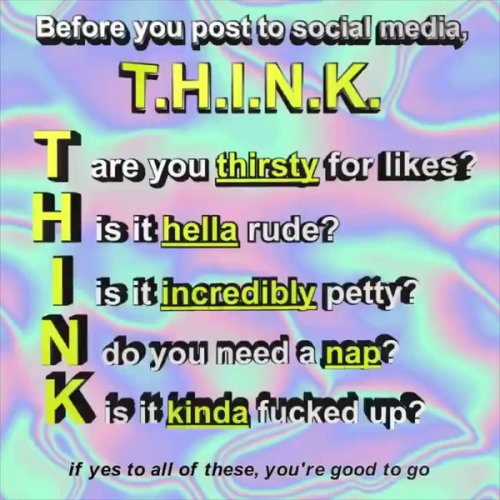 Before you post to social media,
T.H.I.N.K.
T are you thirsty for likes?
H is it hella rude?
I is it incredibly petty?
N do you need a nap?
K is it kinda fucked up?
if yes to all of these, you're good to go